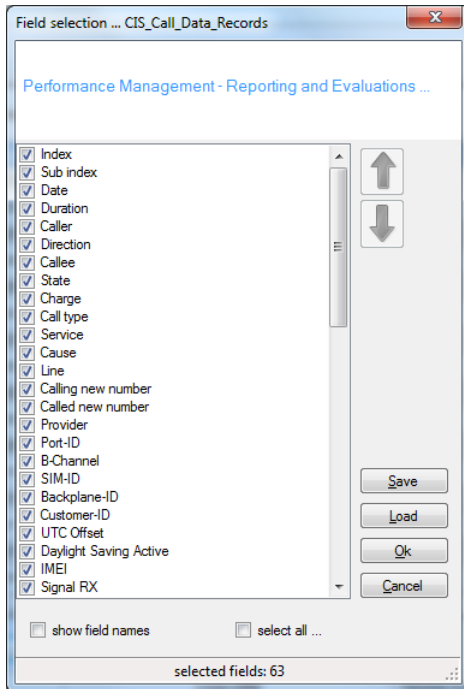 Field selection ... CIS_Call_Data_Records
x
Performance Management - Reporting and Evaluations ...
Index
Sub index
Date
Duration
Caller
Direction
Callee
State
Charge
Call type
Service
Cause
Line
Calling new number
Called new number
Provider
Port-ID
B-Channel
SIM-ID
Backplane-ID
Customer-ID
UTC Offset
Daylight Saving Active
IMEI
Signal RX
Save
Load
Ok
Cancel
show field names
select all ...
selected fields: 63